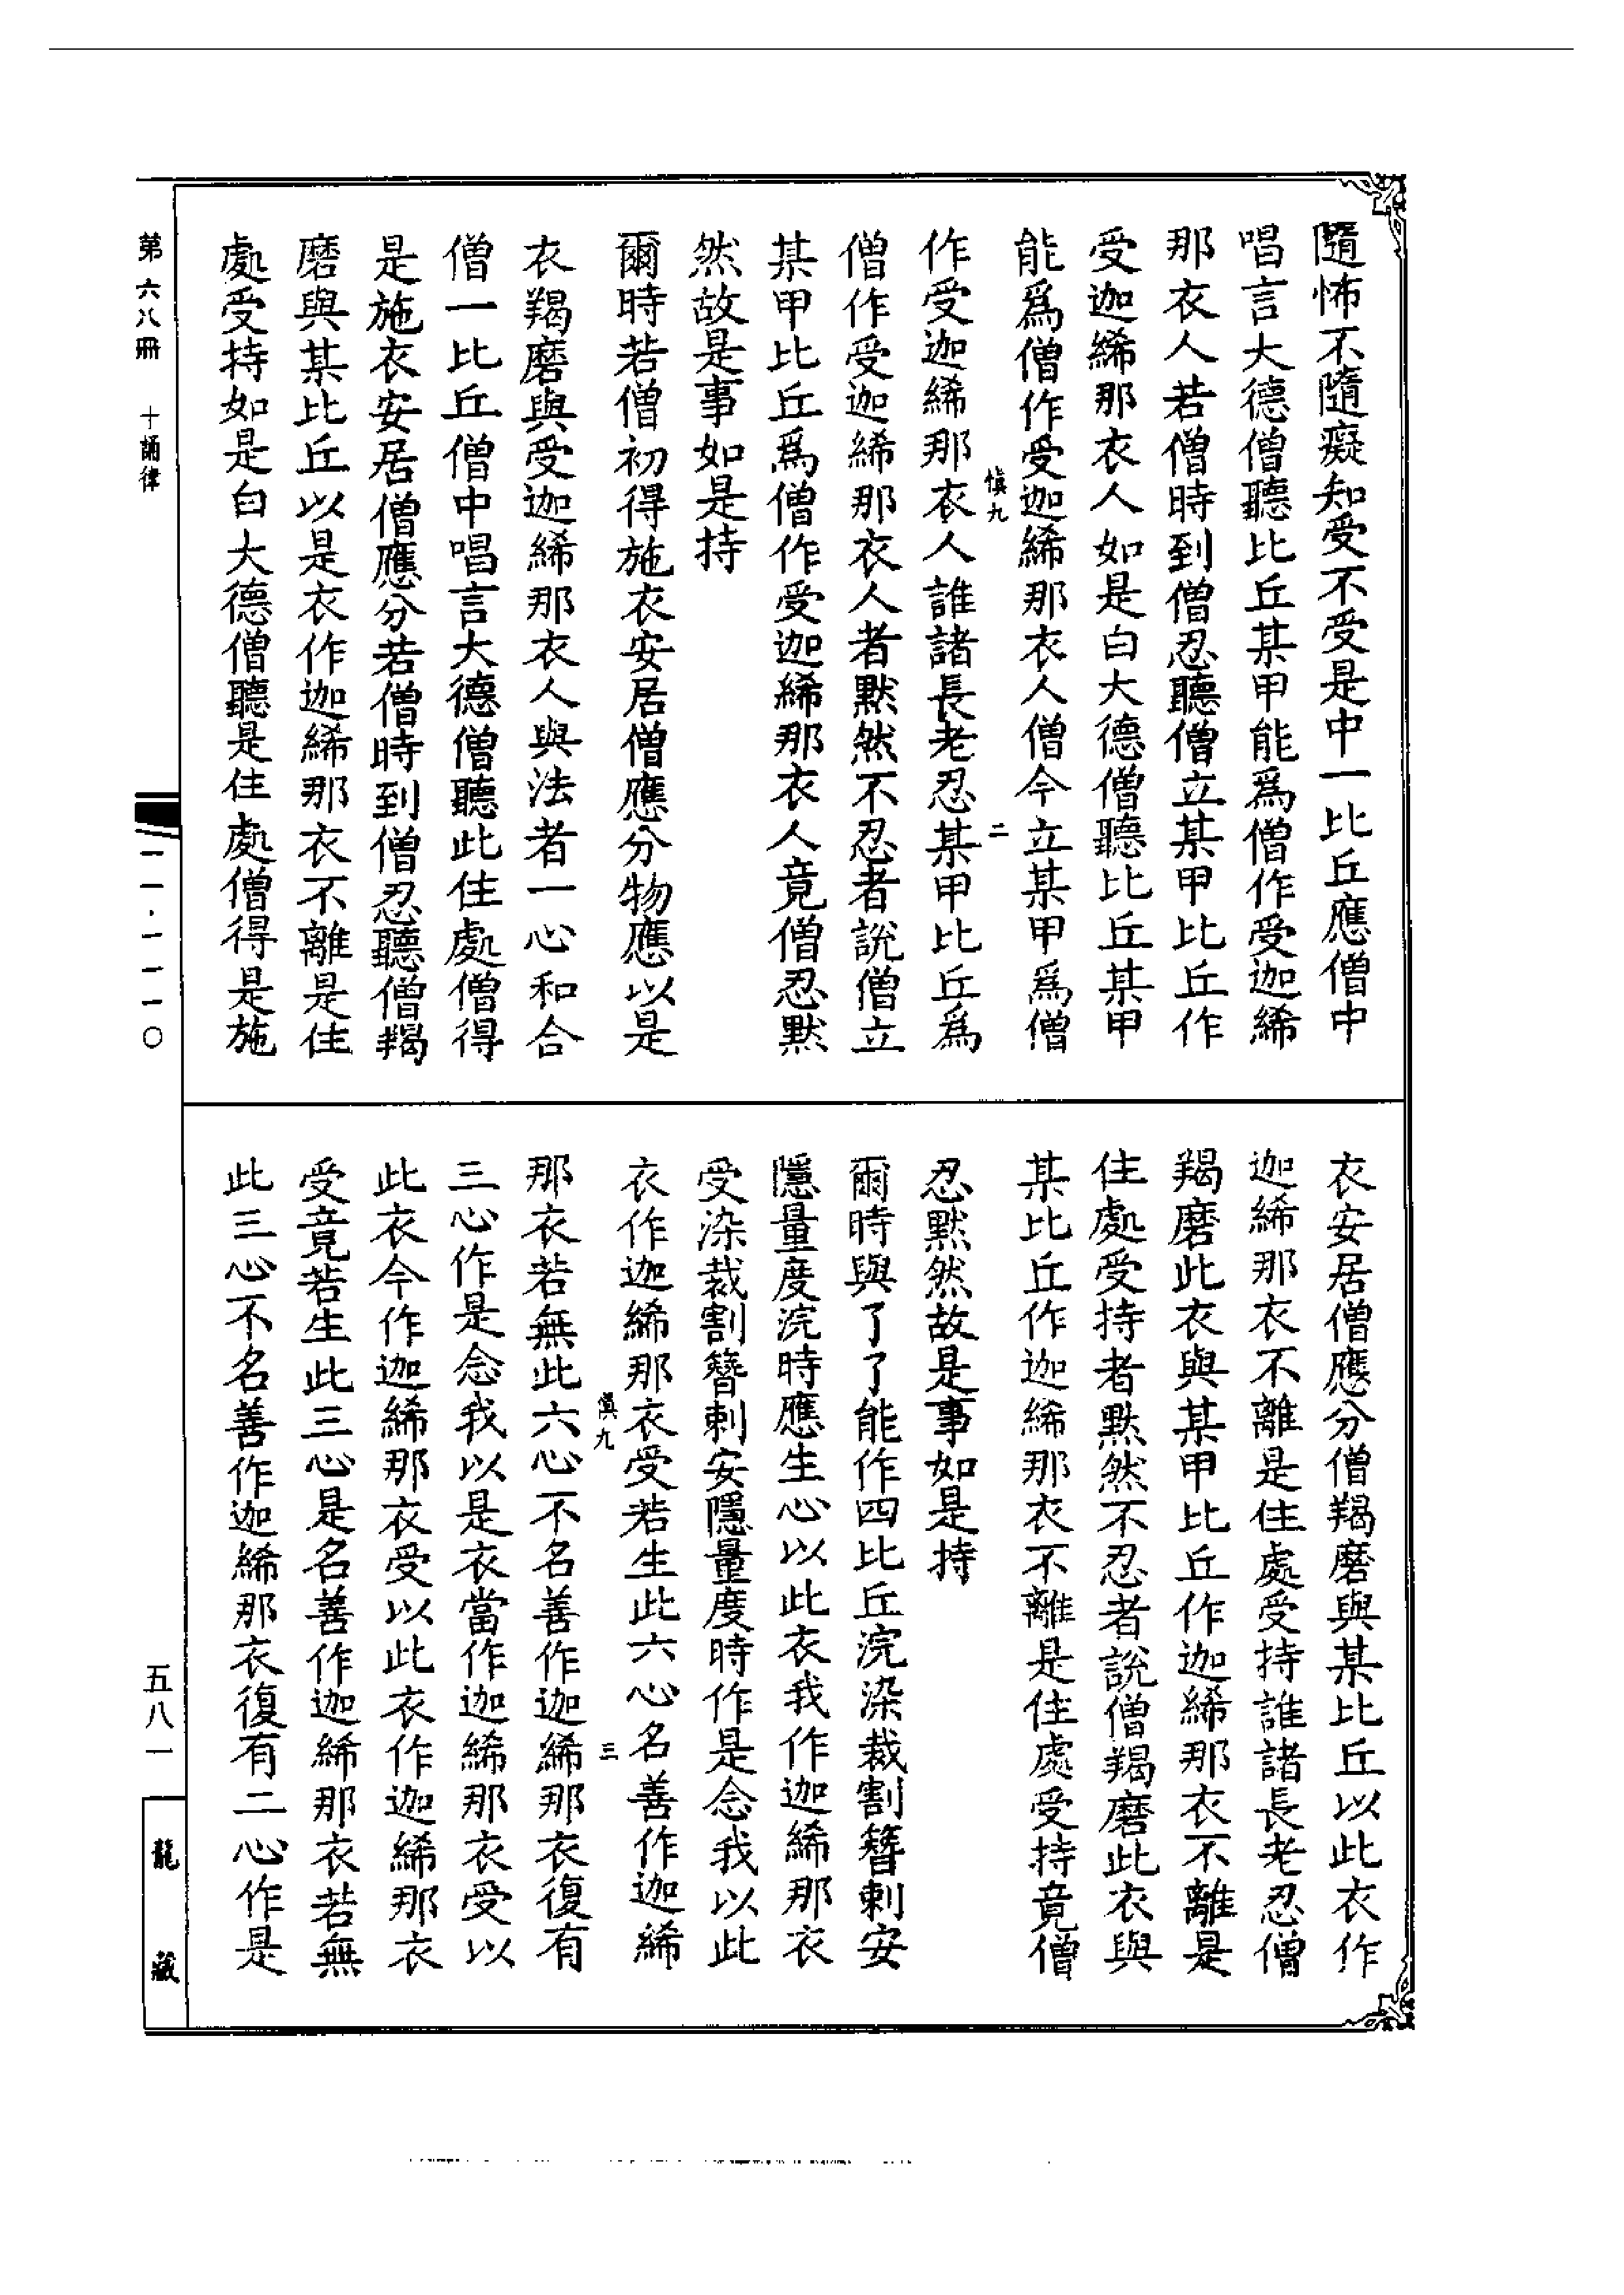 隨怖不隨癡知受不受是中一比丘應僧中
唱言大德僧聽比丘某甲能爲僧作受迦絺
那衣人若僧時到僧忍聽僧立某甲比丘作
受迦絺那衣人如是白大德僧聽比丘某甲
能爲僧作受迦絺那衣人僧今立某甲爲僧
慎九
二
作受迦絺那衣人誰諸長老忍某甲比丘爲
僧作受迦絺那衣人者默然不忍者說僧立
某甲比丘爲僧作受迦絺那衣人竟僧忍默
然故是事如是持
爾時若僧初得施衣安居僧應分物應以是
衣羯磨與受迦絺那衣人與法者一心和合
僧一比丘僧中唱言大德僧聽此住處僧得
是施衣安居僧應分若僧時到僧忍聽僧羯
磨與某比丘以是衣作迦絺那衣不離是住
處受持如是白大德僧聽是住處僧得是施
衣安居僧應分僧羯磨與某比丘以此衣作
迦絺那衣不離是住處受持誰諸長老忍僧
羯磨此衣與某甲比丘作迦絺那衣不離是
住處受持者默然不忍者說僧羯磨此衣與
某比丘作迦絺那衣不離是住處受持竟僧
忍默然故是事如是持
爾時與了了能作四比丘浣染裁割簪刺安
隱量度浣時應生心以此衣我作迦絺那衣
受染裁割簪刺安隱量度時作是念我以此
衣作迦絺那衣受若生此六心名善作迦絺
慎九
三
那衣若無此六心不名善作迦絺那衣復有
三心作是念我以是衣當作迦絺那衣受以
此衣今作迦絺那衣受以此衣作迦絺那衣
受竟若生此三心是名善作迦絺那衣若無
此三心不名善作迦絺那衣復有二心作是
第六八冊 十誦律
一一·一一一〇
五八一
龍藏